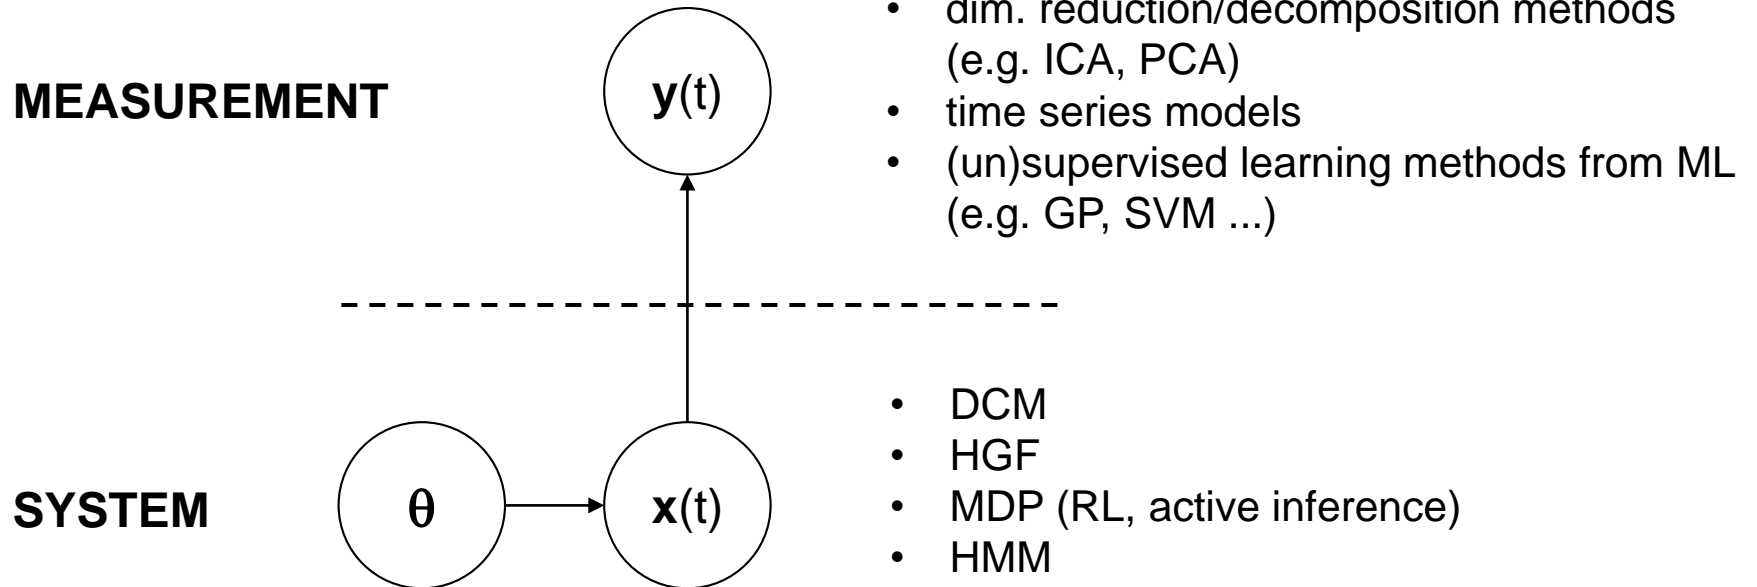 • dim. reduction/decomposition methods
(e.g. ICA, PCA)
MEASUREMENT
y(t)
• time series models
• (un)supervised learning methods from ML
(e.g. GP, SVM ...)
• DCM
• HGF
SYSTEM
θ
x(t)
• MDP (RL, active inference)
• HMM